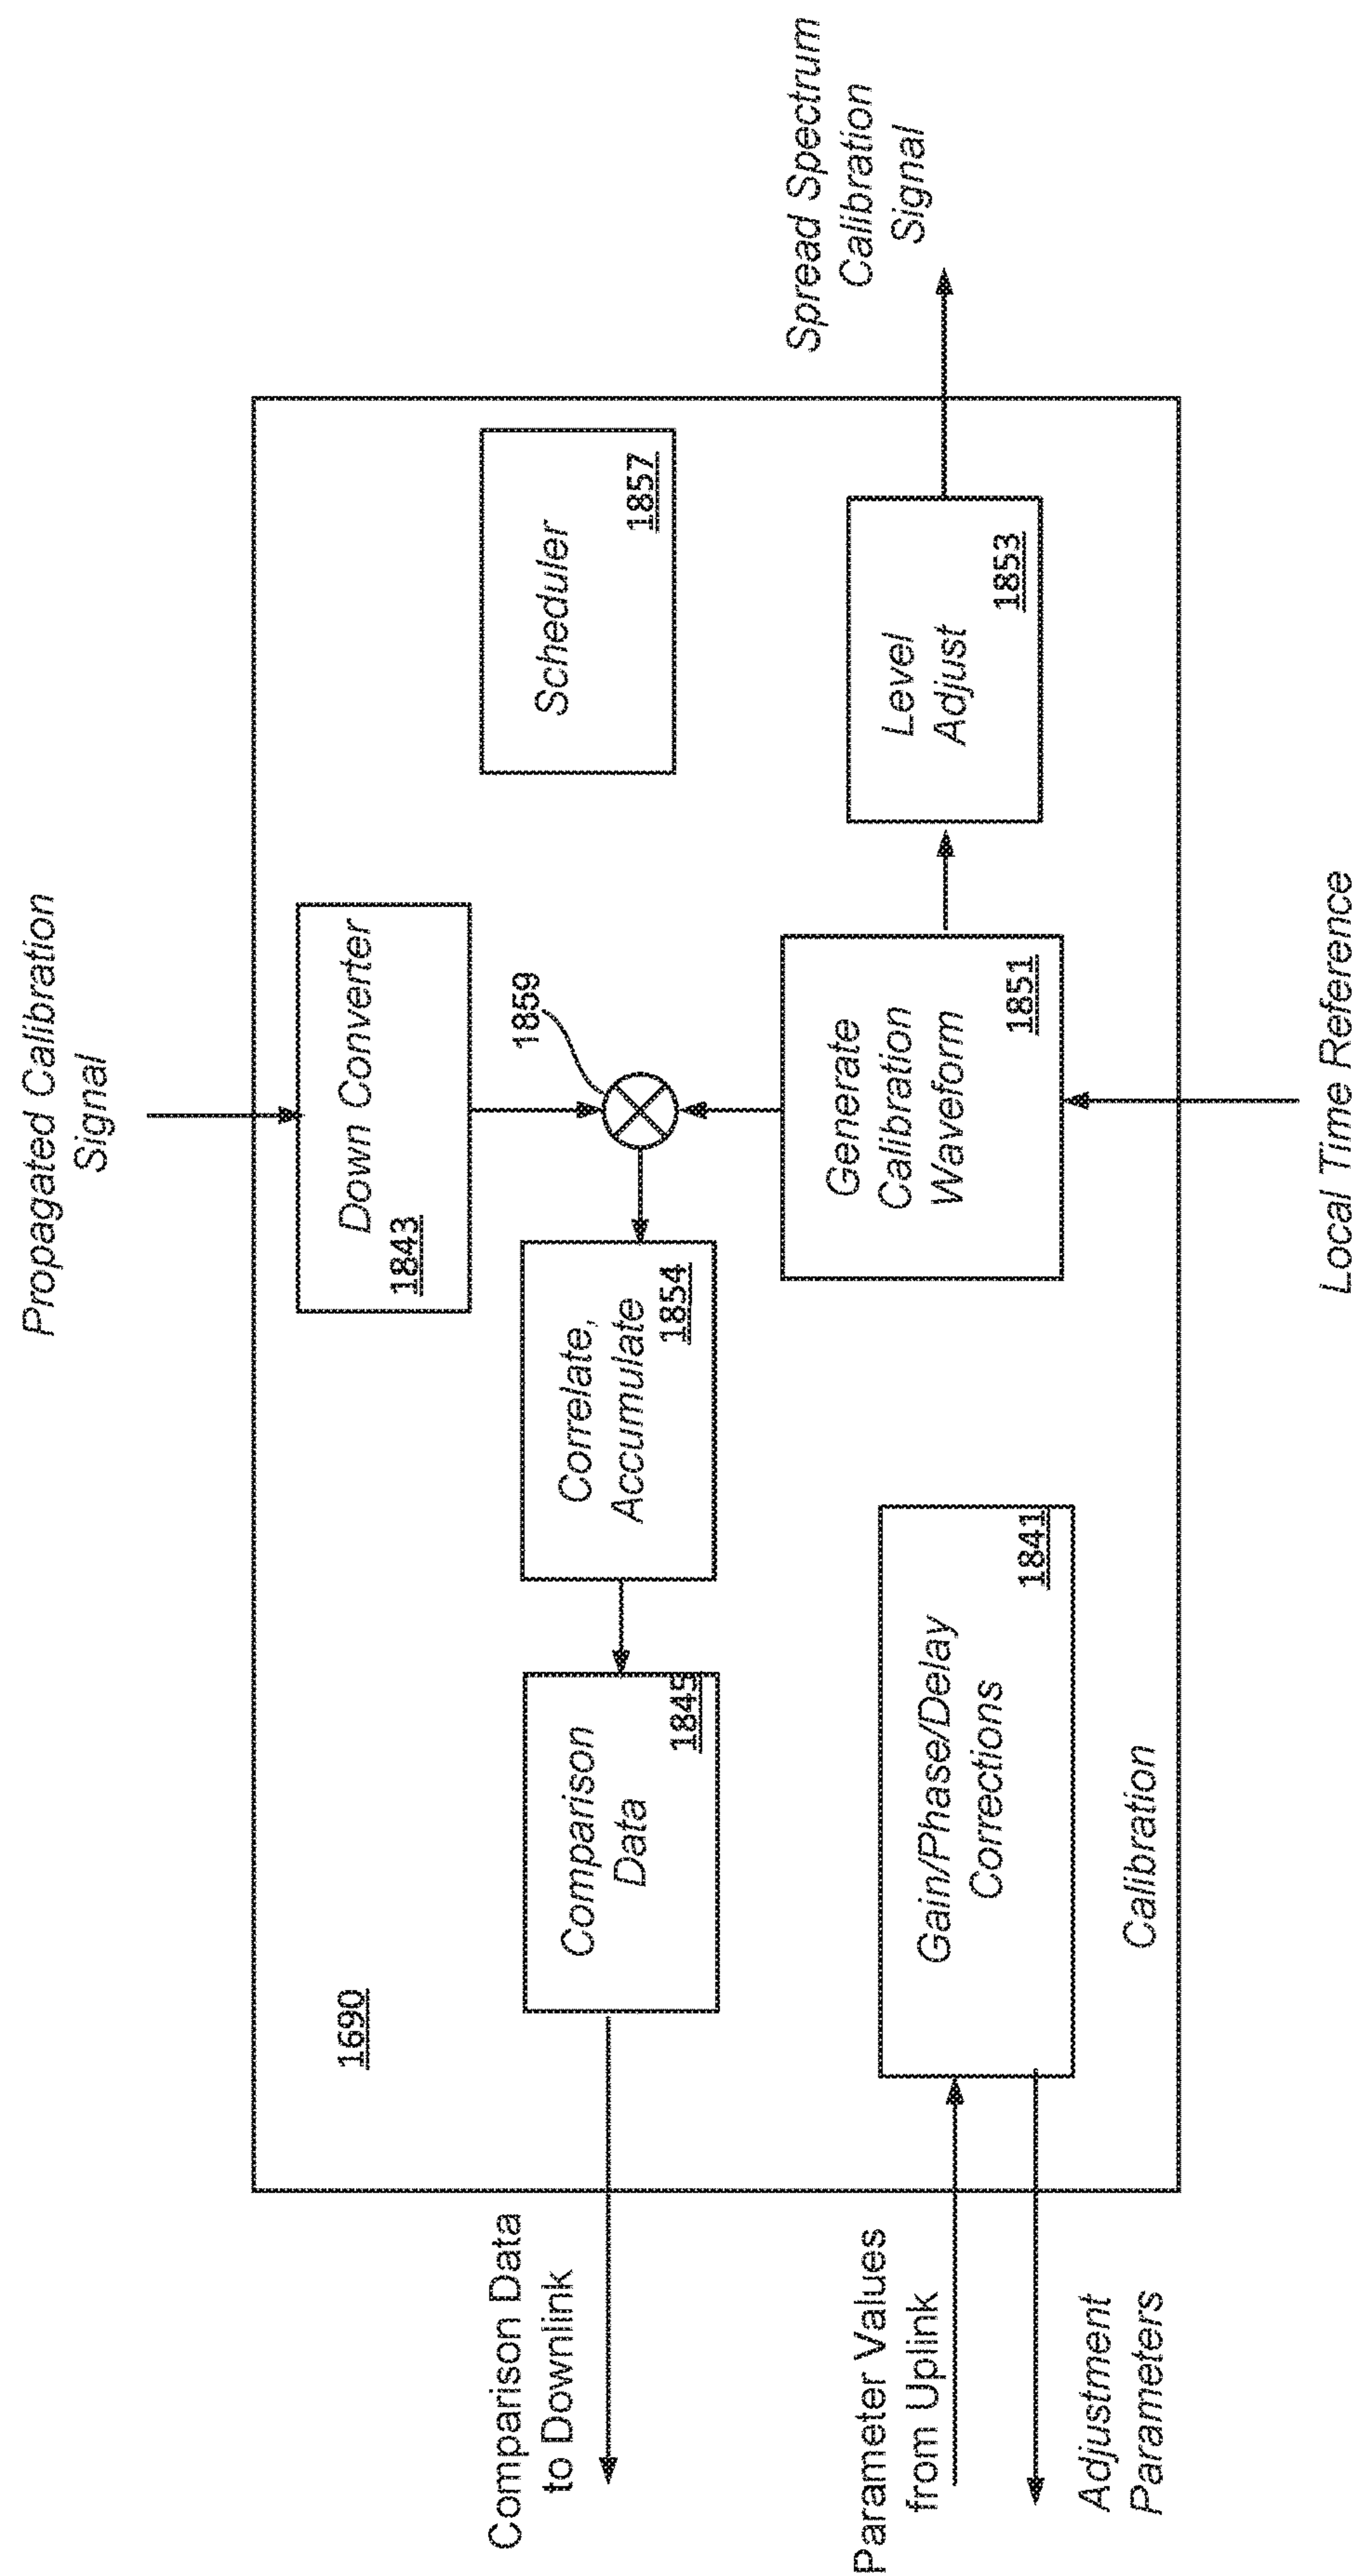 Propagated Calibration
Signal
1690
Down Converter
1843
Comparison Data
to Downlink
Comparison
Data
1845
Correlate,
Accumulate
1854
1859
Scheduler
1857
Parameter Values
from Uplink
Adjustment
Parameters
Gain/Phase/Delay
Corrections
1841
Generate
Calibration
Waveform
1851
Level
Adjust
1853
Spread Spectrum
Calibration
Signal
Calibration
Local Time Reference